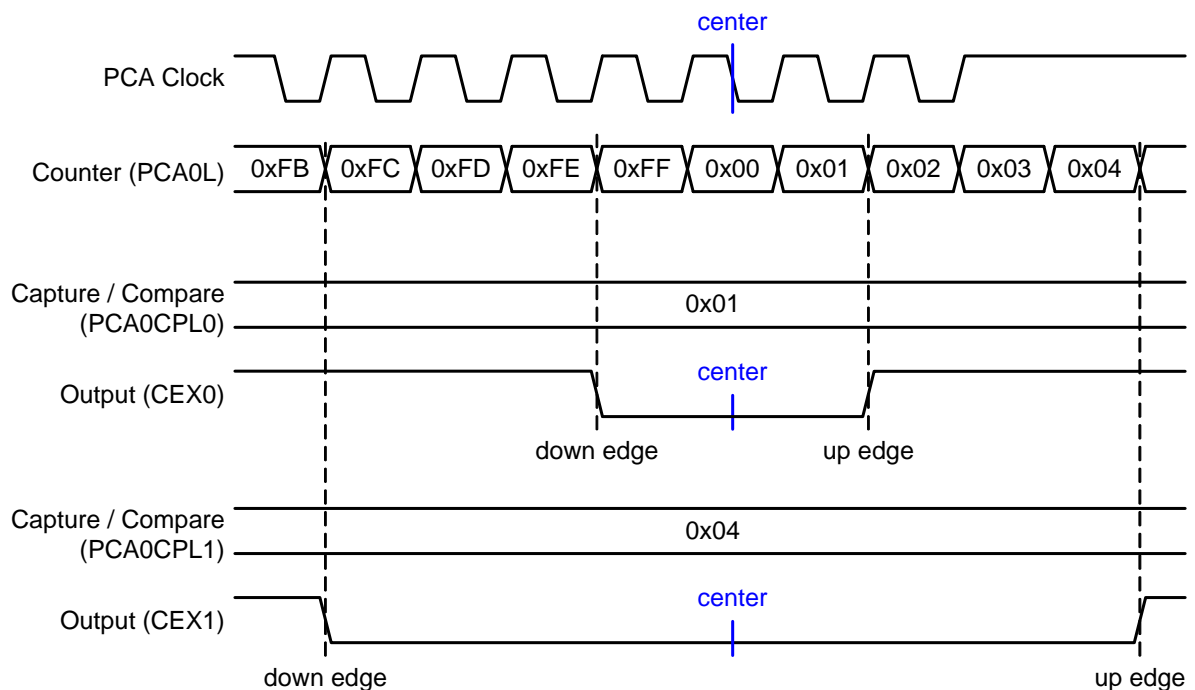 center
PCA Clock
Counter (PCA0L) 0xFB 0xFC 0xFD 0xFE 0xFF 0x00 0x01 0x02 0x03 0x04
Capture / Compare
(PCA0CPL0)
0x01
center
Output (CEX0)
down edge up edge
Capture / Compare
(PCA0CPL1)
0x04
center
Output (CEX1)
down edge up edge